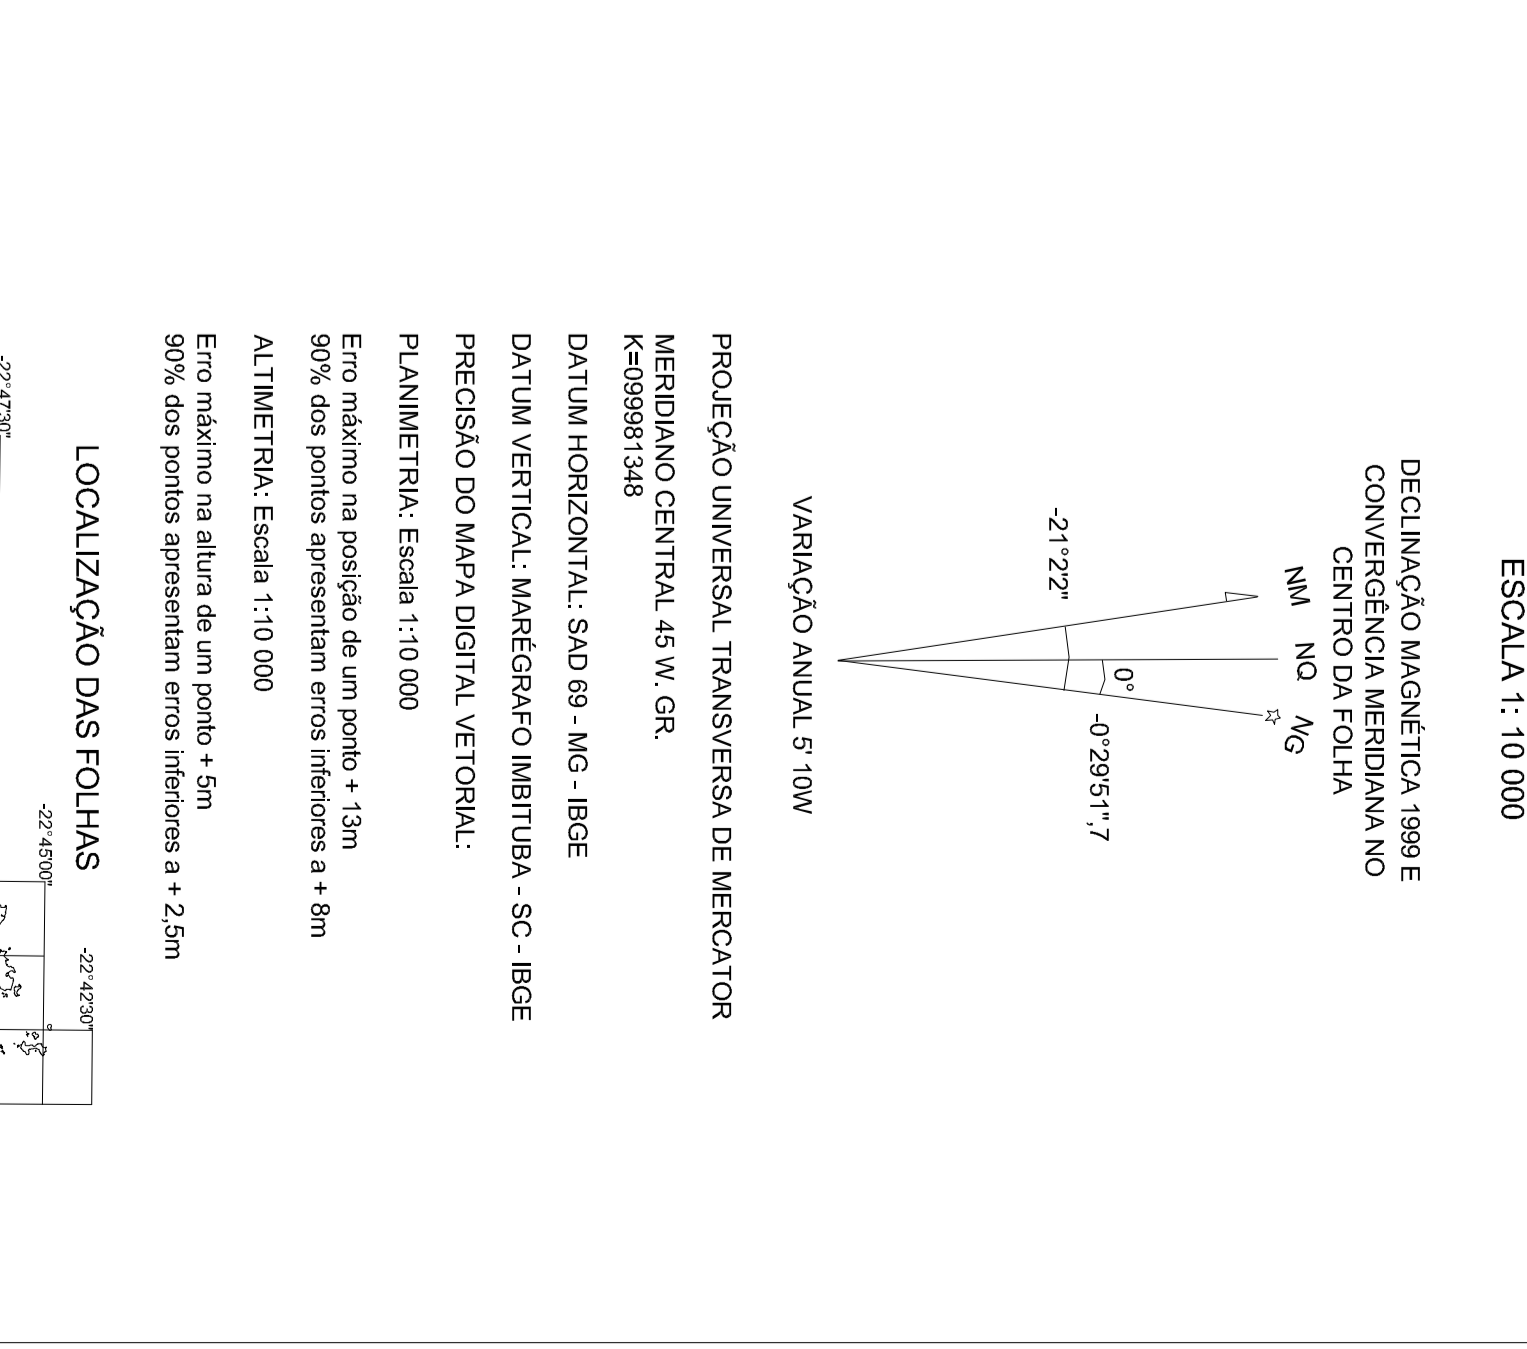 ESCALA 1: 10 000
DECLINAÇÃO MAGNÉTICA 1999 E
CONVERGÊNCIA MERIDIANA NO
CENTRO DA FOLHA
NM NQ NG
0°
-0°29'51",7
-21°2'2"
VARIAÇÃO ANUAL 5' 10W
PROJEÇÃO UNIVERSAL TRANSVERSA DE MERCATOR
MERIDIANO CENTRAL 45 W. GR.
K=099981348
DATUM HORIZONTAL: SAD 69 - MG - IBGE
DATUM VERTICAL: MARÉGRAFO IMBITUBA - SC - IBGE
PRECISÃO DO MAPA DIGITAL VETORIAL:
PLANIMETRIA: Escala 1:10 000
Erro máximo na posição de um ponto + 13m
90% dos pontos apresentam erros inferiores a + 8m
ALTIMETRIA: Escala 1:10 000
Erro máximo na altura de um ponto + 5m
90% dos pontos apresentam erros inferiores a + 2,5m
LOCALIZAÇÃO DAS FOLHAS
-22°42'30"
-22°45'00"
-22°47'30"